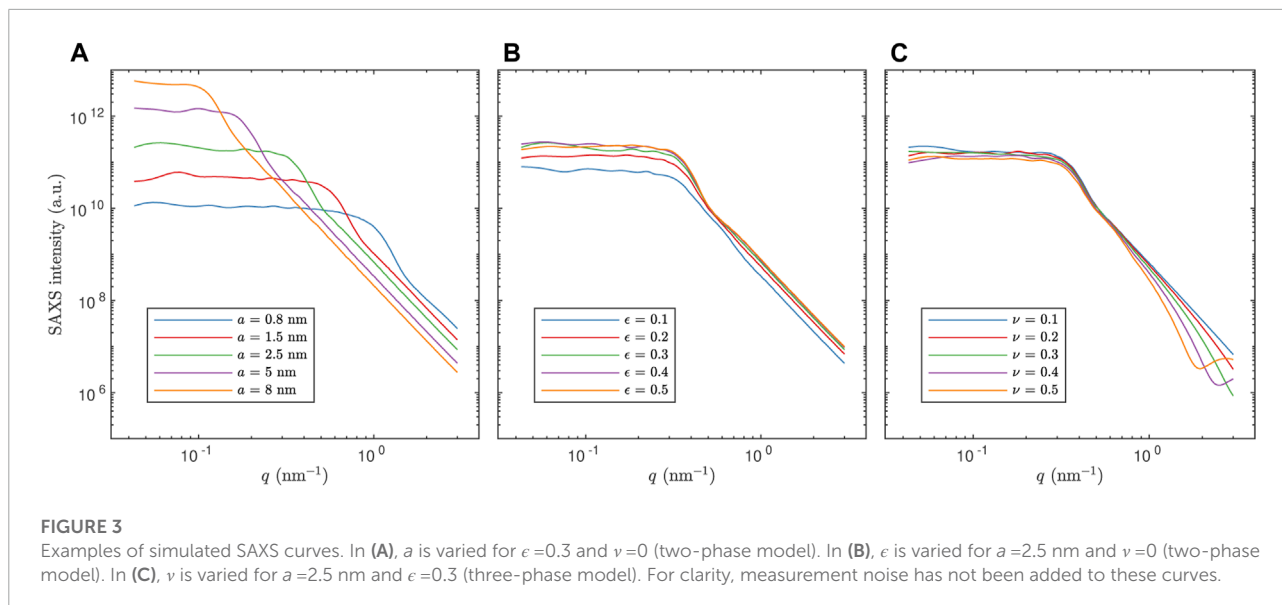 A
B
C
SAXS intensity (a.u.)
10^12
10^10
10^8
10^6
a = 0.8 nm
a = 1.5 nm
a = 2.5 nm
a = 5 nm
a = 8 nm
10^-1
10^0
q (nm^-1)
ϵ = 0.1
ϵ = 0.2
ϵ = 0.3
ϵ = 0.4
ϵ = 0.5
10^-1
10^0
q (nm^-1)
ν = 0.1
ν = 0.2
ν = 0.3
ν = 0.4
ν = 0.5
10^-1
10^0
q (nm^-1)
FIGURE 3
Examples of simulated SAXS curves. In (A), a is varied for ϵ =0.3 and ν =0 (two-phase model). In (B), ϵ is varied for a =2.5 nm and ν =0 (two-phase
model). In (C), ν is varied for a =2.5 nm and ϵ =0.3 (three-phase model). For clarity, measurement noise has not been added to these curves.